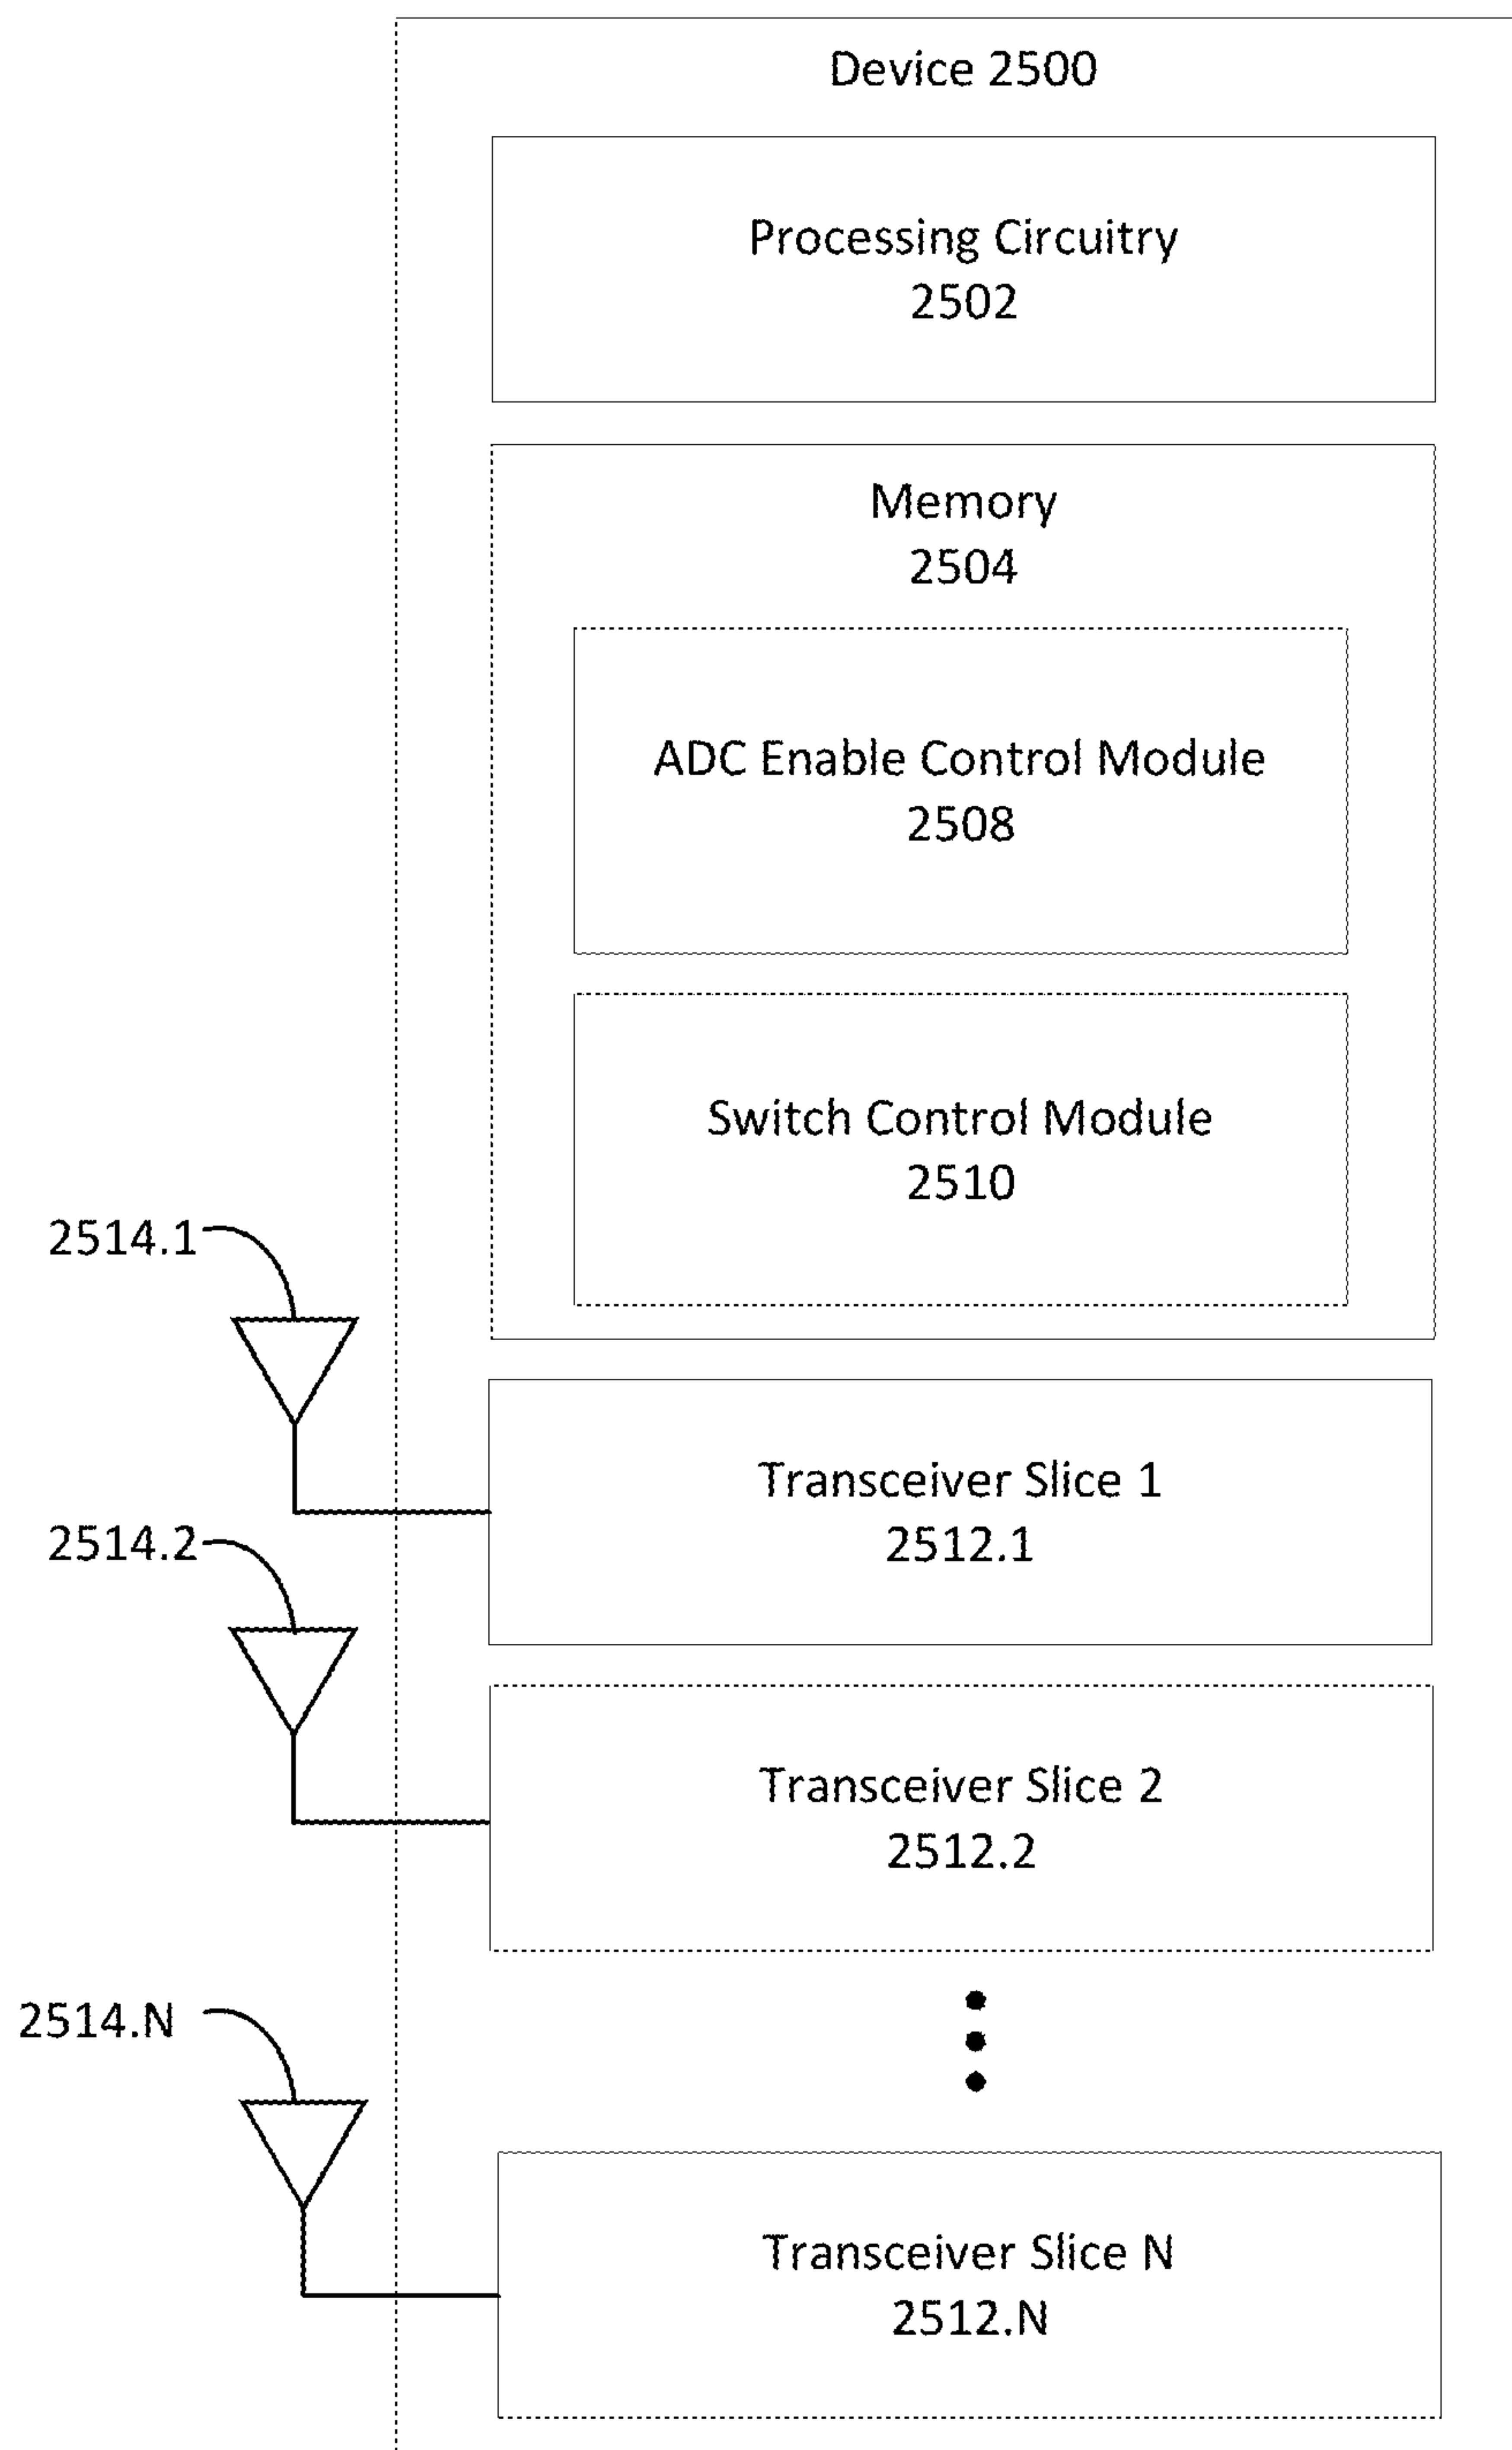 Device 2500
Processing Circuitry
2502
Memory
2504
ADC Enable Control Module
2508
Switch Control Module
2510
2514.1
Transceiver Slice 1
2512.1
2514.2
Transceiver Slice 2
2512.2
2514.N
Transceiver Slice N
2512.N